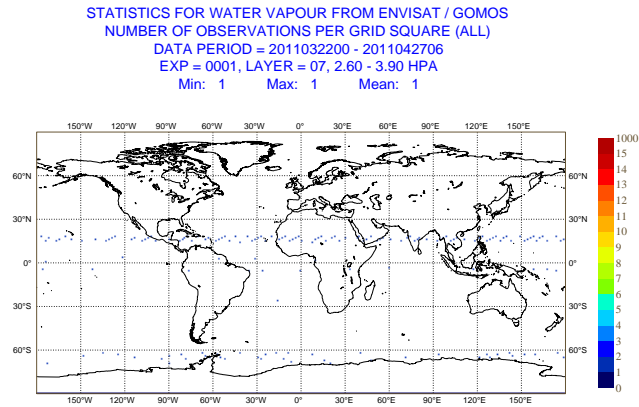 STATISTICS FOR WATER VAPOUR FROM ENVISAT / GOMOS
NUMBER OF OBSERVATIONS PER GRID SQUARE (ALL)
DATA PERIOD = 2011032200 - 2011042706
EXP = 0001, LAYER = 07, 2.60 - 3.90 HPA
Min: 1 Max: 1 Mean: 1
150°W 120°W 90°W 60°W 30°W 0° 30°E 60°E 90°E 120°E 150°E
60°N 60°N
30°N 30°N
0° 0°
30°S 30°S
60°S 60°S
150°W 120°W 90°W 60°W 30°W 0° 30°E 60°E 90°E 120°E 150°E
1000
15
14
13
12
11
10
9
8
7
6
5
4
3
2
1
0